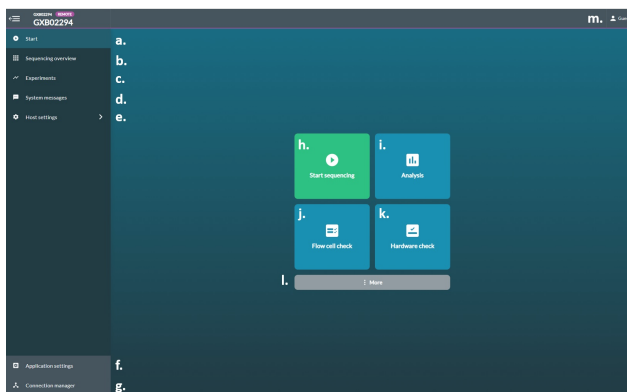 GXB02294 REMOTE
GXB02294
m. Gues
Start a.
Sequencing overview b.
Experiments c.
System messages d.
Host settings e.
h. i.
Start sequencing Analysis
j. k.
Flow cell check Hardware check
l. More
Application settings f.
Connection manager g.